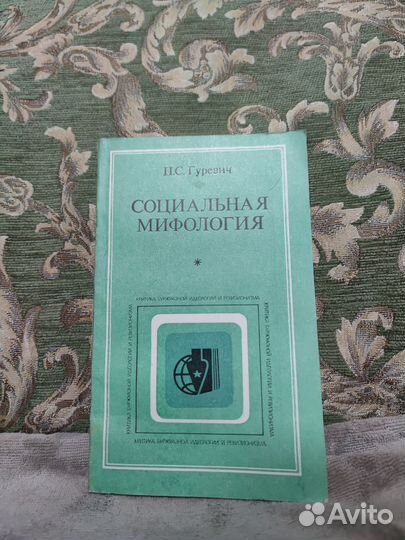 П.С. Гуревич
СОЦИАЛЬНАЯ
МИФОЛОГИЯ
КРИТИКА БУРЖУАЗНОЙ ИДЕОЛОГИИ И РЕВИЗИОНИЗМА
КРИТИКА БУРЖУАЗНОЙ ИДЕОЛОГИИ И РЕВИЗИОНИЗМА
КРИТИКА БУРЖУАЗНОЙ ИДЕОЛОГИИ И РЕВИЗИОНИЗМА
КРИТИКА БУРЖУАЗНОЙ ИДЕОЛОГИИ И РЕВИЗИОНИЗМА
Avito